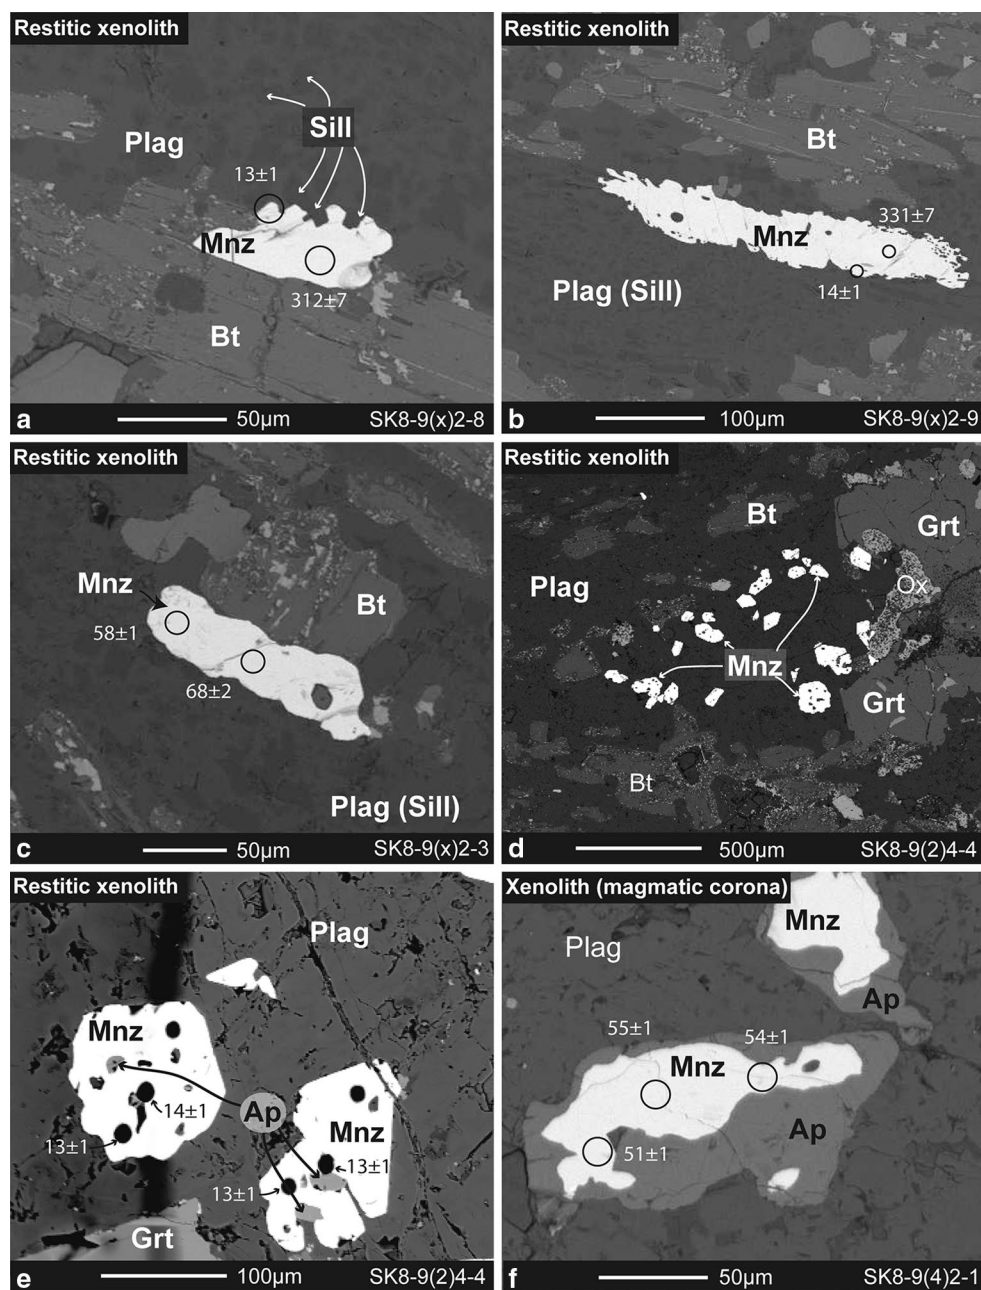 Restitic xenolith
Sill
Plag
13±1
Mnz
312±7
Bt
a
50µm
SK8-9(x)2-8
Restitic xenolith
Bt
331±7
Mnz
Plag (Sill)
14±1
b
100µm
SK8-9(x)2-9
Restitic xenolith
Mnz
Bt
58±1
68±2
Plag (Sill)
c
50µm
SK8-9(x)2-3
Restitic xenolith
Bt
Grt
Plag
Ox
Mnz
Grt
Bt
d
500µm
SK8-9(2)4-4
Restitic xenolith
Plag
Mnz
14±1
Ap
Mnz
13±1
13±1
13±1
Grt
e
100µm
SK8-9(2)4-4
Xenolith (magmatic corona)
Mnz
Plag
Ap
55±1
54±1
Mnz
Ap
51±1
f
50µm
SK8-9(4)2-1